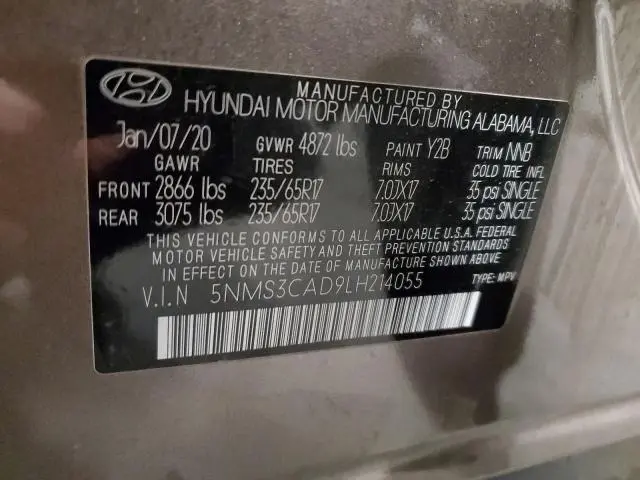 MANUFACTURED BY
HYUNDAI MOTOR MANUFACTURING ALABAMA, LLC
Jan/07/20 GVWR 4872 lbs PAINT Y2B TRIM NNB
GAWR TIRES RIMS COLD TIRE INFL
FRONT 2866 lbs 235/65R17 7.0JX17 35 psi SINGLE
REAR 3075 lbs 235/65R17 7.0JX17 35 psi SINGLE
THIS VEHICLE CONFORMS TO ALL APPLICABLE U.S.A. FEDERAL
MOTOR VEHICLE SAFETY AND THEFT PREVENTION STANDARDS
IN EFFECT ON THE DATE OF MANUFACTURE SHOWN ABOVE.
V.I.N 5NMS3CAD9LH214055 TYPE: MPV